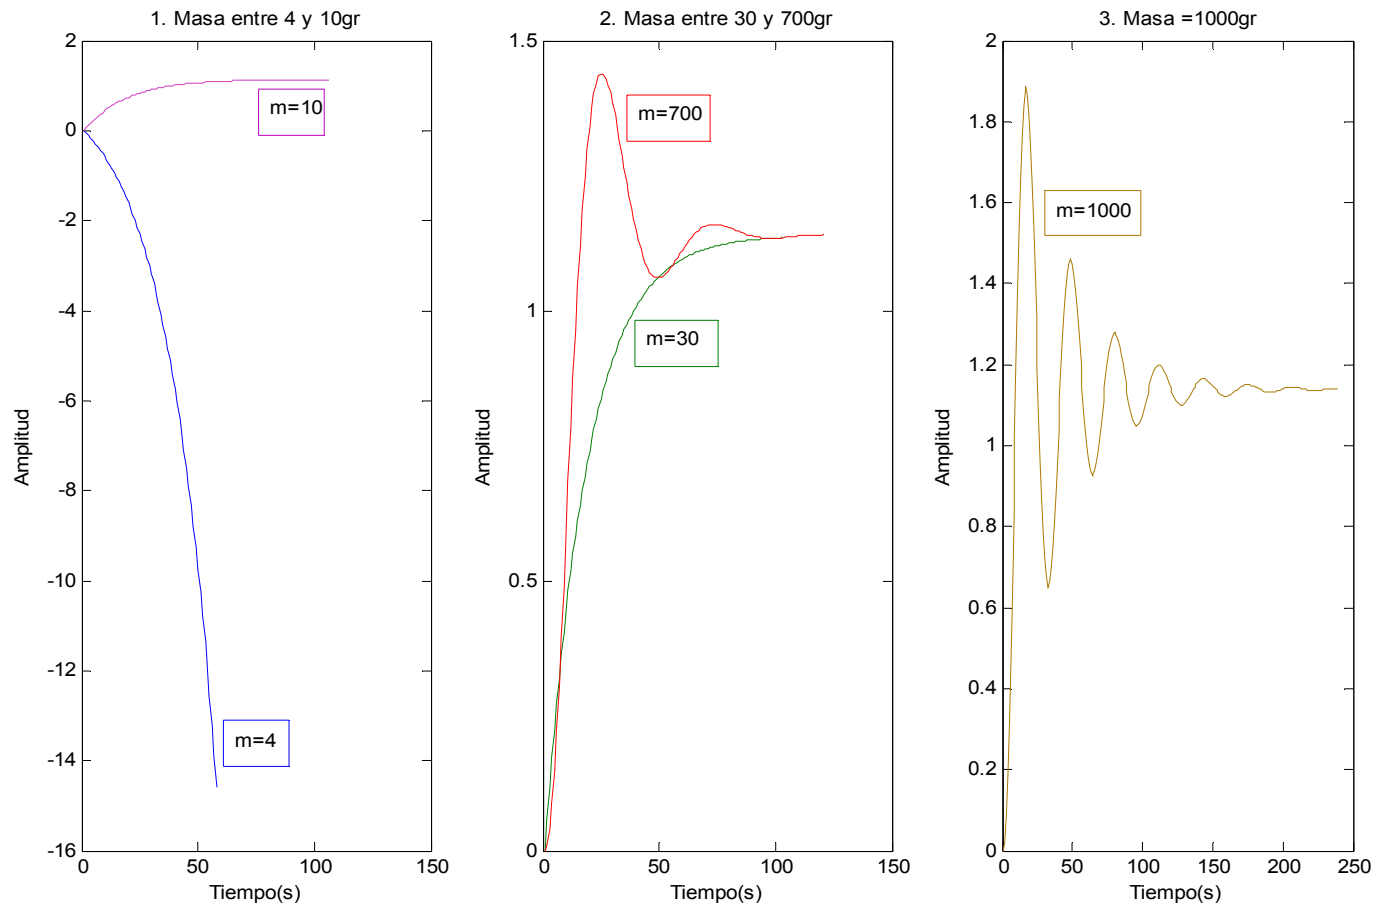 1. Masa entre 4 y 10gr
2
0
-2
-4
-6
-8
-10
-12
-14
-16
0
50
100
150
Amplitud
Tiempo(s)
m=10
m=4
2. Masa entre 30 y 700gr
1.5
1
0.5
0
0
50
100
150
Amplitud
Tiempo(s)
m=700
m=30
3. Masa =1000gr
2
1.8
1.6
1.4
1.2
1
0.8
0.6
0.4
0.2
0
0
50
100
150
200
250
Amplitud
Tiempo(s)
m=1000